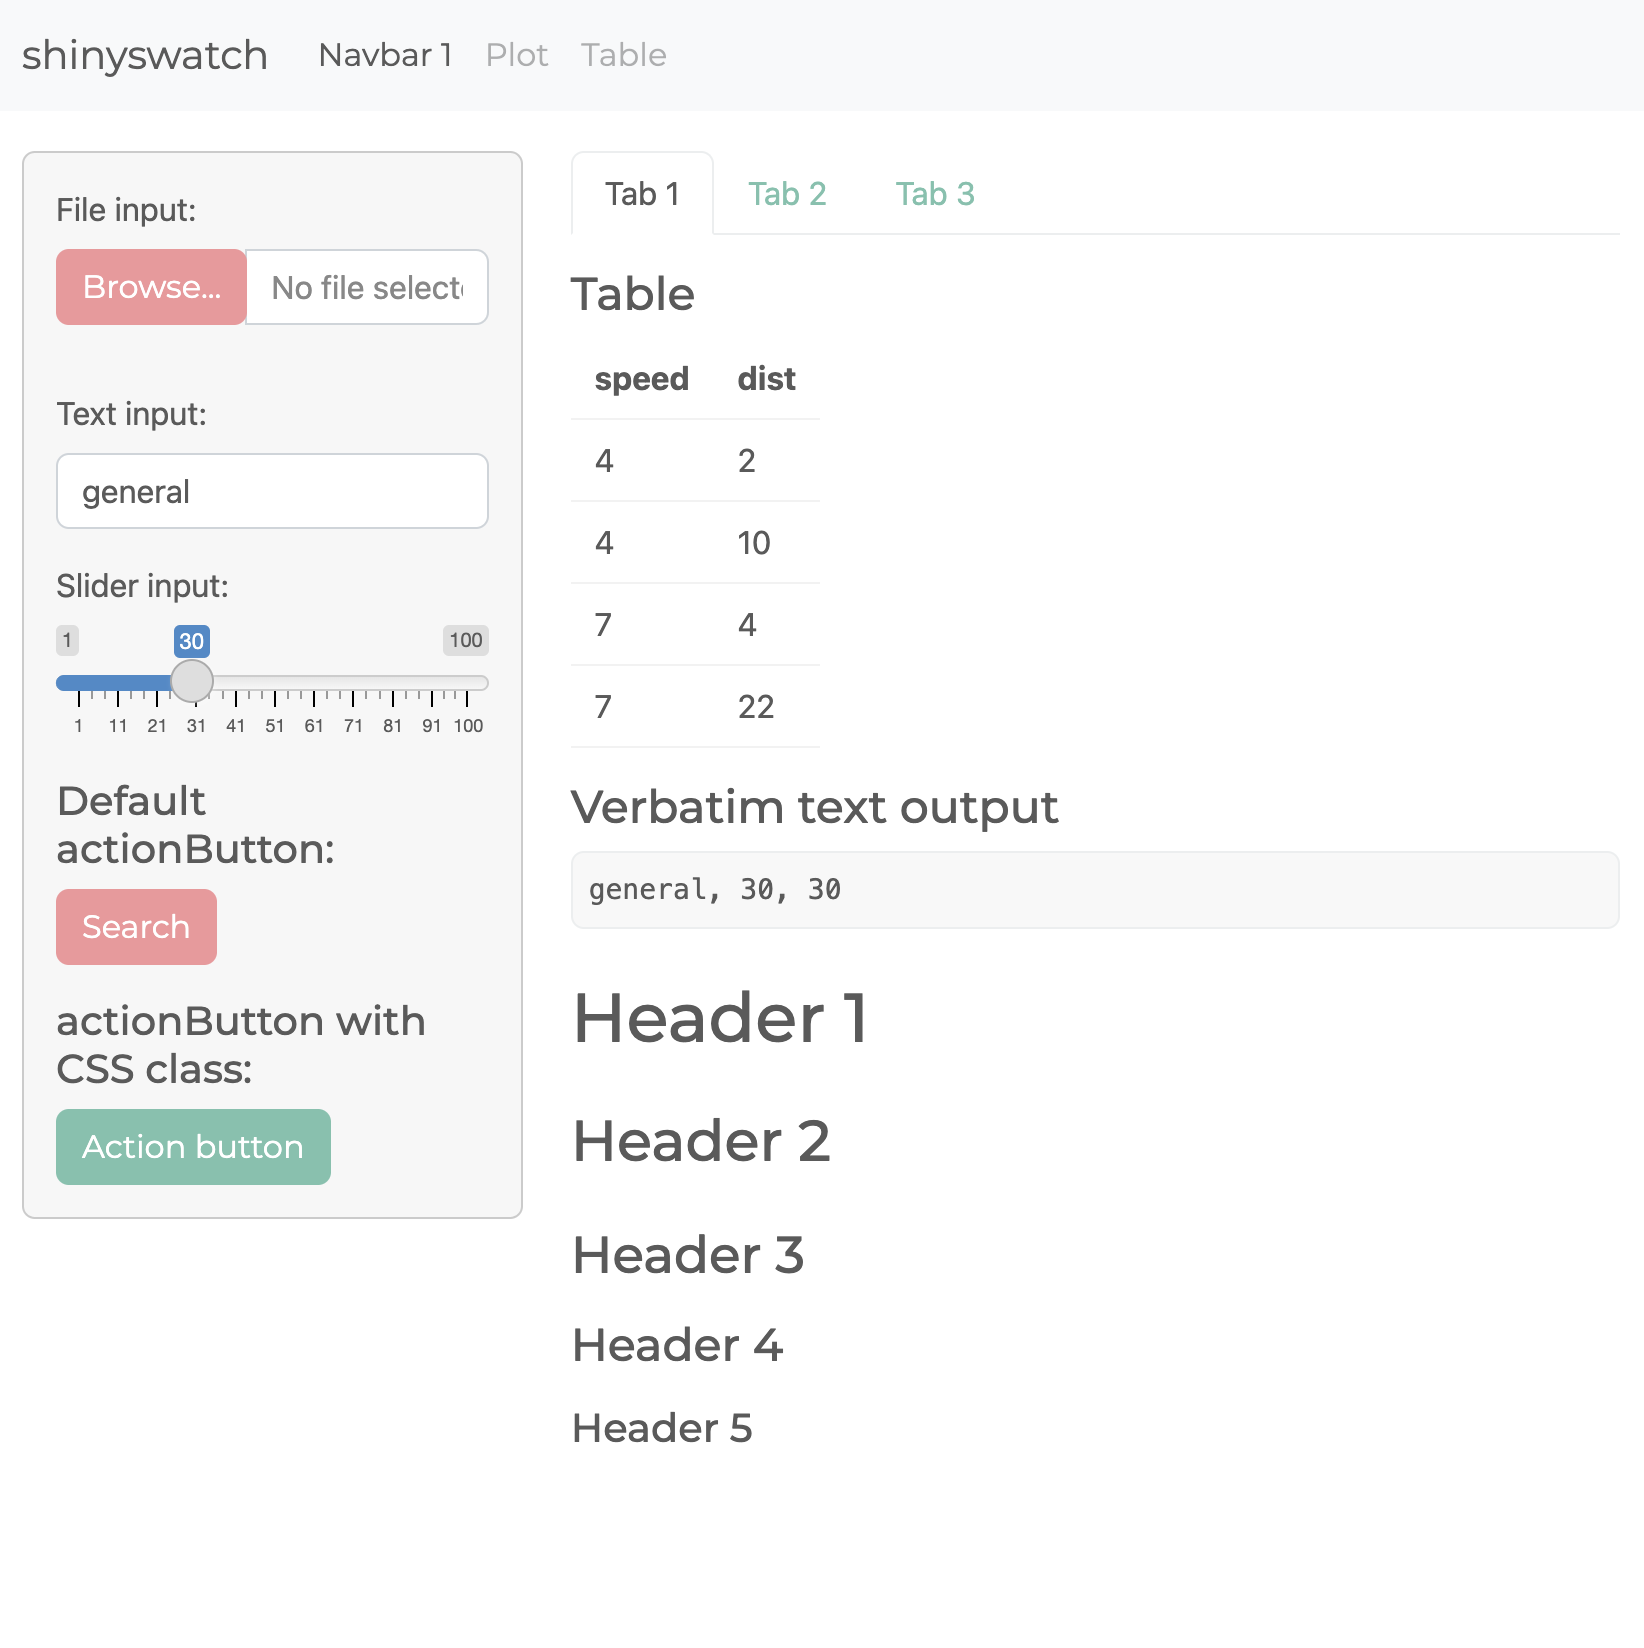 shinyswatch Navbar 1 Plot Table
File input:
Browse... No file select
Text input:
general
Slider input:
1 30 100
1 11 21 31 41 51 61 71 81 91 100
Default
actionButton:
Search
actionButton with
CSS class:
Action button
Tab 1 Tab 2 Tab 3
Table
speed dist
4 2
4 10
7 4
7 22
Verbatim text output
general, 30, 30
Header 1
Header 2
Header 3
Header 4
Header 5